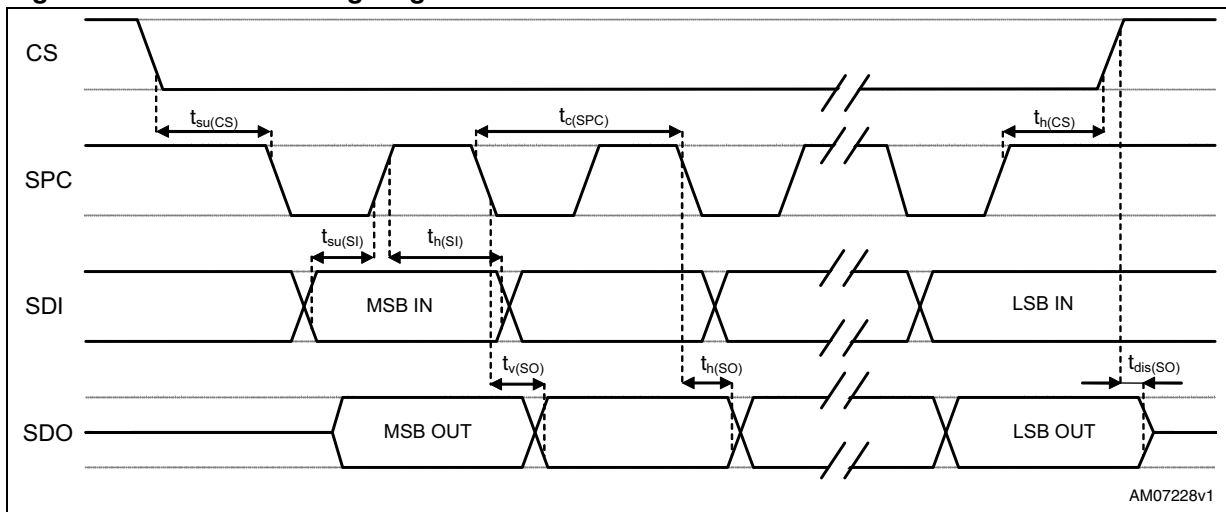 CS
t_su(CS)
t_c(SPC)
t_h(CS)
SPC
t_su(SI)
t_h(SI)
SDI
MSB IN
LSB IN
t_v(SO)
t_h(SO)
t_dis(SO)
SDO
MSB OUT
LSB OUT
AM07228v1